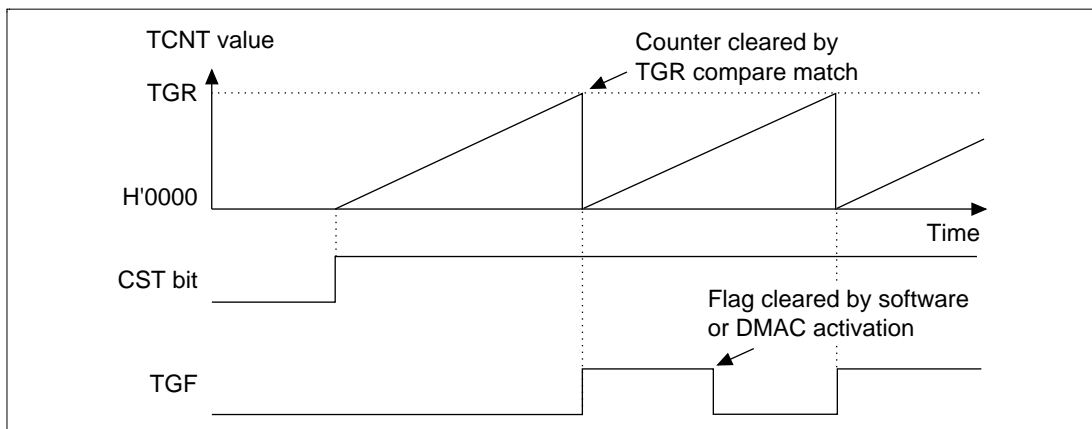 TCNT value
Counter cleared by
TGR compare match
TGR
H'0000
Time
CST bit
Flag cleared by software
or DMAC activation
TGF